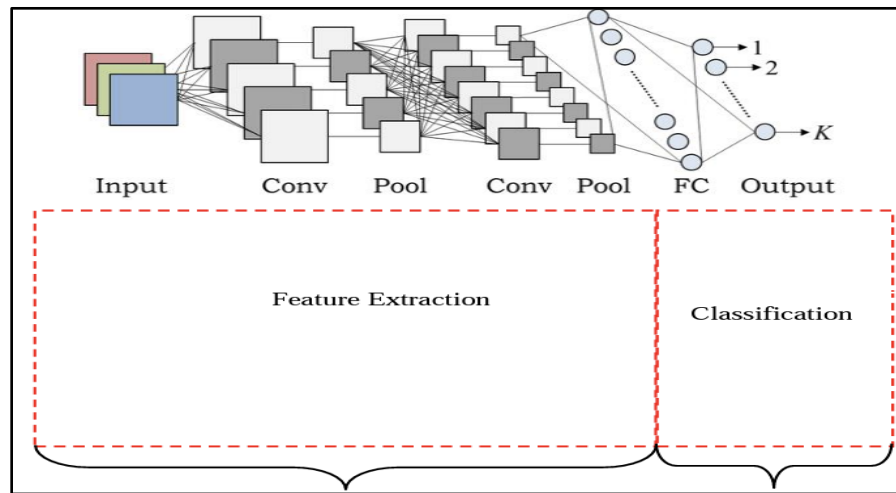 1
2
K
Input Conv Pool Conv Pool FC Output
Feature Extraction
Classification